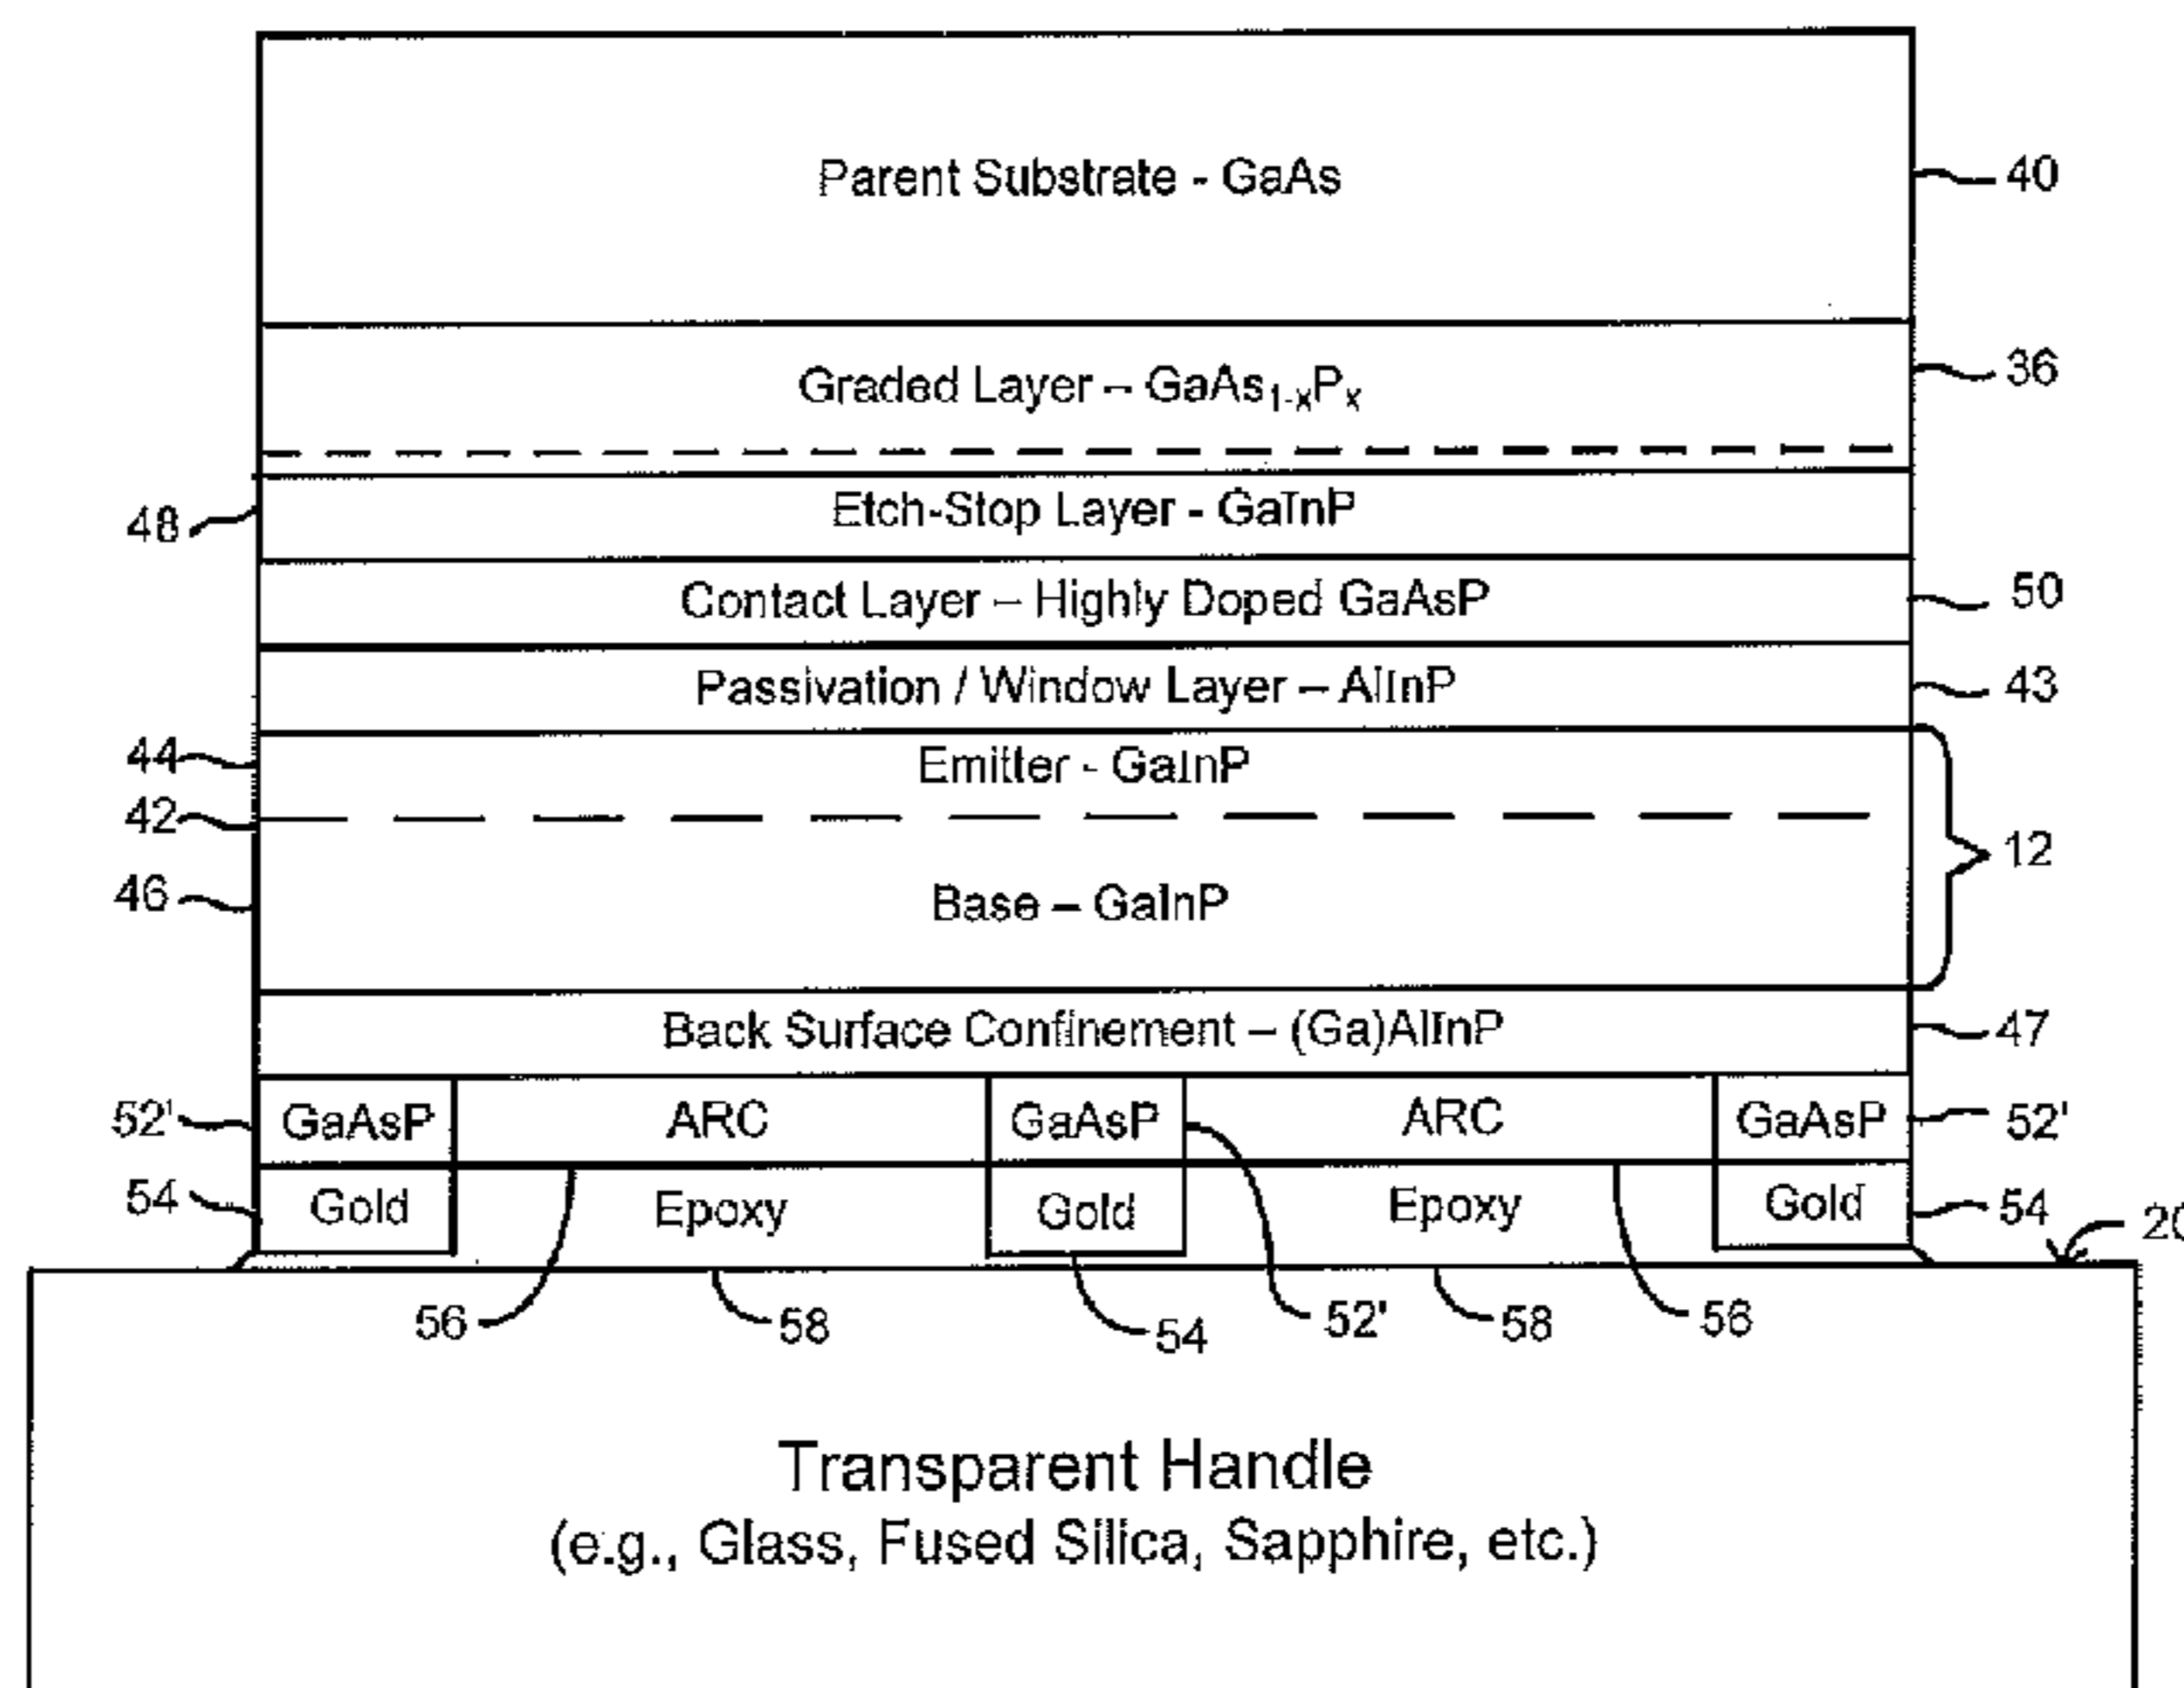 Parent Substrate - GaAs
40
Graded Layer – GaAs1-xPx
36
48
Etch-Stop Layer - GaInP
Contact Layer – Highly Doped GaAsP
50
Passivation / Window Layer – AlInP
43
44
Emitter - GaInP
42
12
46
Base – GaInP
Back Surface Confinement – (Ga)AlInP
47
52'
GaAsP
ARC
GaAsP
ARC
GaAsP
52'
54
Gold
Epoxy
Gold
Epoxy
Gold
54
20
56
58
54
52'
58
56
Transparent Handle
(e.g., Glass, Fused Silica, Sapphire, etc.)